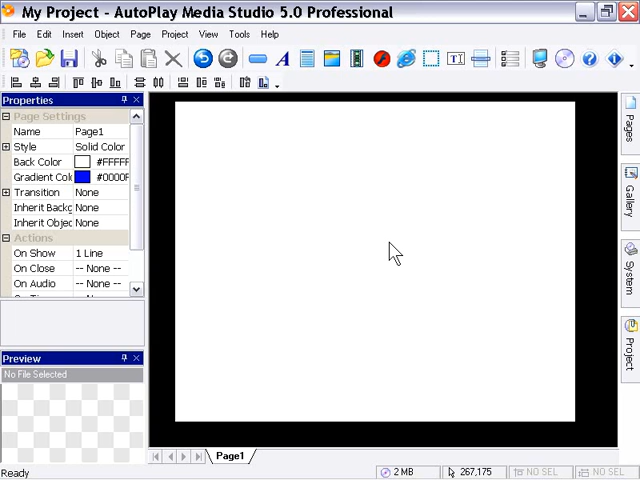 My Project - AutoPlay Media Studio 5.0 Professional
File Edit Insert Object Page Project View Tools Help
Properties
Page Settings
Name Page1
Style Solid Color
Back Color #FFFFF
Gradient Col #0000F
Transition None
Inherit Backg None
Inherit Objec None
Actions
On Show 1 Line
On Close -- None --
On Audio -- None --
Preview
No File Selected
Pages
Gallery
System
Project
Page1
Ready 2 MB 267,175 NO SEL NO SEL